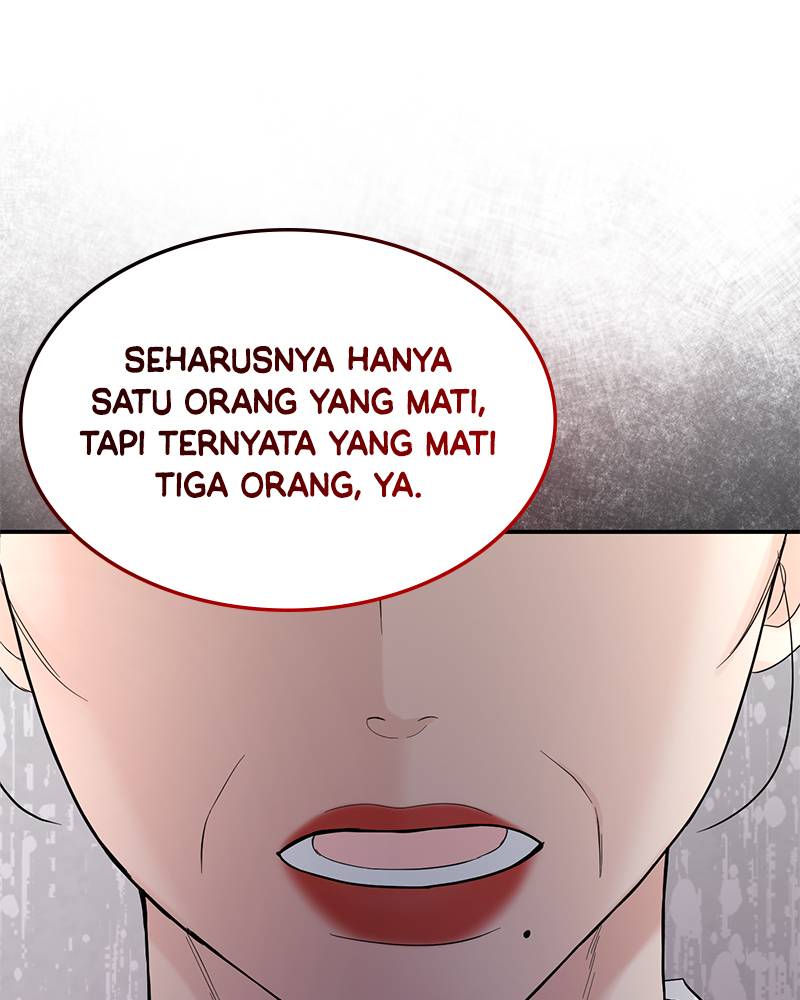 SEHARUSNYA HANYA
SATU ORANG YANG MATI,
TAPI TERNYATA YANG MATI
TIGA ORANG, YA.